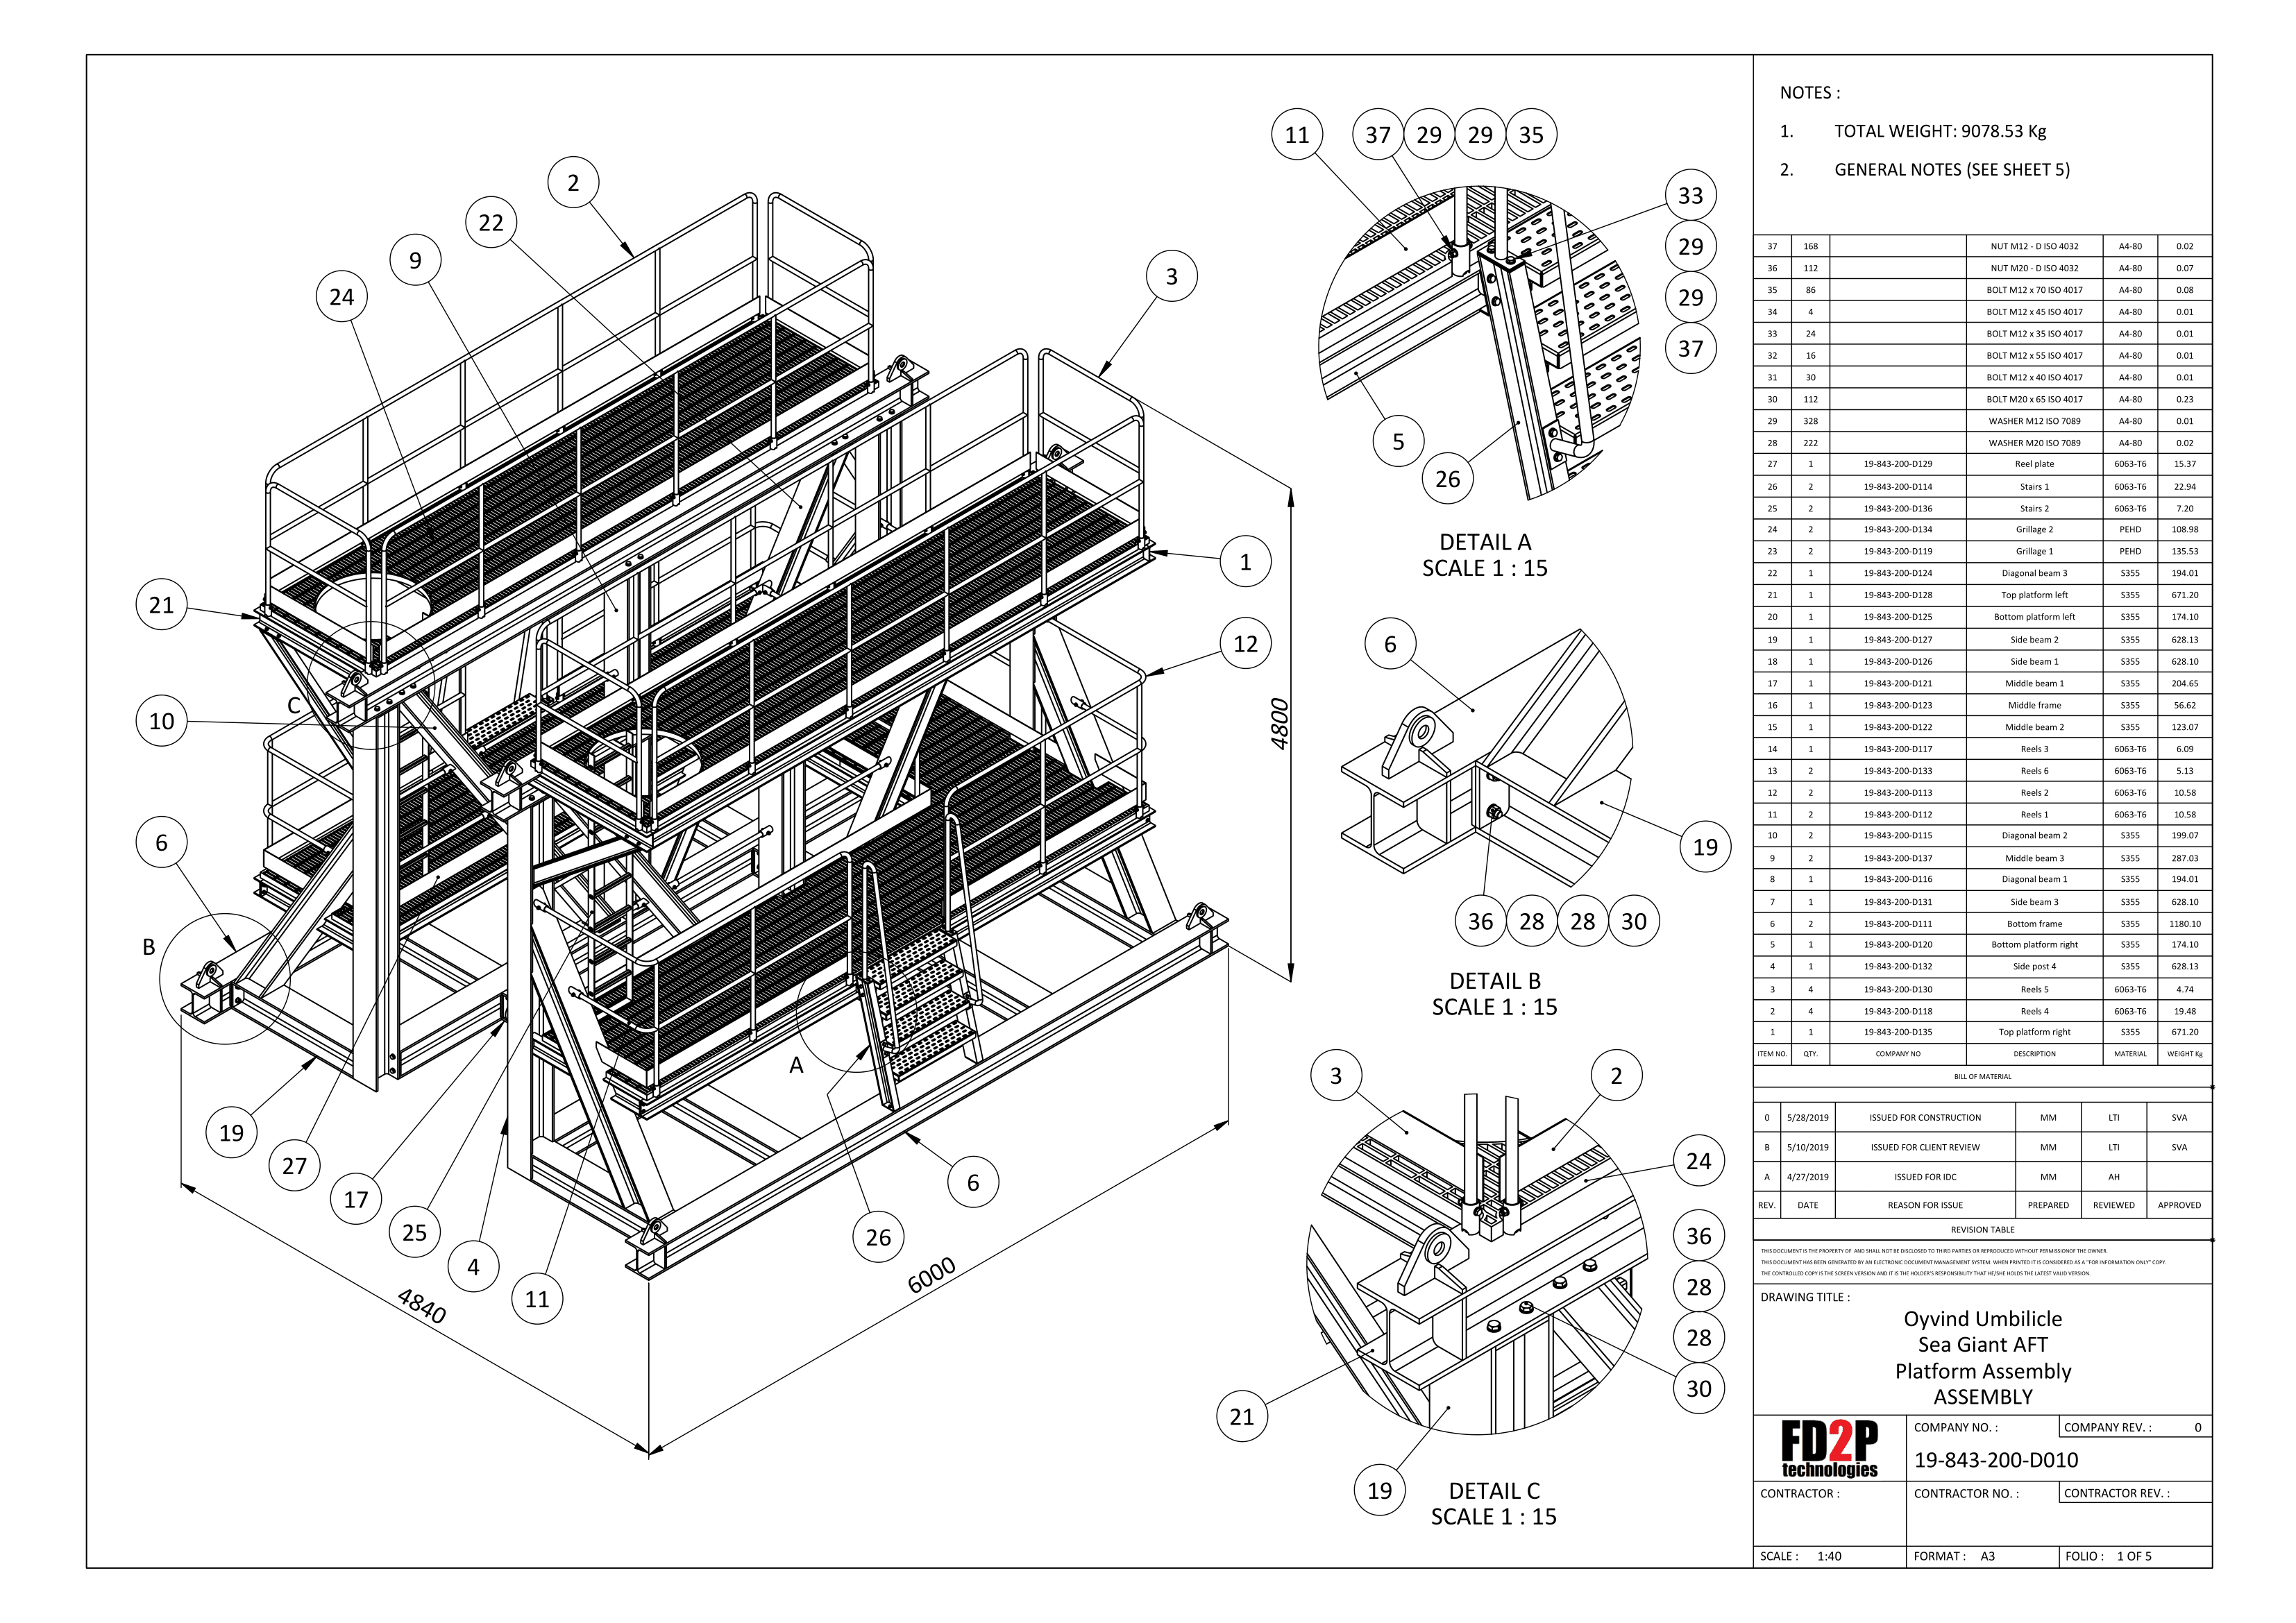 2
22
9
24
3
21
1
12
10
C
6
B
A
19
27
17
25
4
11
26
6
4800
4840
6000
11
37 29 29 35
33
29
29
37
5
26
DETAIL A
SCALE 1 : 15
6
19
36 28 28 30
DETAIL B
SCALE 1 : 15
3
2
24
36
28
28
30
21
19
DETAIL C
SCALE 1 : 15
NOTES :
1. TOTAL WEIGHT: 9078.53 Kg
2. GENERAL NOTES (SEE SHEET 5)
37 168 NUT M12 - D ISO 4032 A4-80 0.02
36 112 NUT M20 - D ISO 4032 A4-80 0.07
35 86 BOLT M12 x 70 ISO 4017 A4-80 0.08
34 4 BOLT M12 x 45 ISO 4017 A4-80 0.01
33 24 BOLT M12 x 35 ISO 4017 A4-80 0.01
32 16 BOLT M12 x 55 ISO 4017 A4-80 0.01
31 30 BOLT M12 x 40 ISO 4017 A4-80 0.01
30 112 BOLT M20 x 65 ISO 4017 A4-80 0.23
29 328 WASHER M12 ISO 7089 A4-80 0.01
28 222 WASHER M20 ISO 7089 A4-80 0.02
27 1 19-843-200-D129 Reel plate 6063-T6 15.37
26 2 19-843-200-D114 Stairs 1 6063-T6 22.94
25 2 19-843-200-D136 Stairs 2 6063-T6 7.20
24 2 19-843-200-D134 Grillage 2 PEHD 108.98
23 2 19-843-200-D119 Grillage 1 PEHD 135.53
22 1 19-843-200-D124 Diagonal beam 3 S355 194.01
21 1 19-843-200-D128 Top platform left S355 671.20
20 1 19-843-200-D125 Bottom platform left S355 174.10
19 1 19-843-200-D127 Side beam 2 S355 628.13
18 1 19-843-200-D126 Side beam 1 S355 628.10
17 1 19-843-200-D121 Middle beam 1 S355 204.65
16 1 19-843-200-D123 Middle frame S355 56.62
15 1 19-843-200-D122 Middle beam 2 S355 123.07
14 1 19-843-200-D117 Reels 3 6063-T6 6.09
13 2 19-843-200-D133 Reels 6 6063-T6 5.13
12 2 19-843-200-D113 Reels 2 6063-T6 10.58
11 2 19-843-200-D112 Reels 1 6063-T6 10.58
10 2 19-843-200-D115 Diagonal beam 2 S355 199.07
9 2 19-843-200-D137 Middle beam 3 S355 287.03
8 1 19-843-200-D116 Diagonal beam 1 S355 194.01
7 1 19-843-200-D131 Side beam 3 S355 628.10
6 2 19-843-200-D111 Bottom frame S355 1180.10
5 1 19-843-200-D120 Bottom platform right S355 174.10
4 1 19-843-200-D132 Side post 4 S355 628.13
3 4 19-843-200-D130 Reels 5 6063-T6 4.74
2 4 19-843-200-D118 Reels 4 6063-T6 19.48
1 1 19-843-200-D135 Top platform right S355 671.20
ITEM NO. QTY. COMPANY NO DESCRIPTION MATERIAL WEIGHT Kg
BILL OF MATERIAL
0 5/28/2019 ISSUED FOR CONSTRUCTION MM LTI SVA
B 5/10/2019 ISSUED FOR CLIENT REVIEW MM LTI SVA
A 4/27/2019 ISSUED FOR IDC MM AH
REV. DATE REASON FOR ISSUE PREPARED REVIEWED APPROVED
REVISION TABLE
THIS DOCUMENT IS THE PROPERTY OF AND SHALL NOT BE DISCLOSED TO THIRD PARTIES OR REPRODUCED WITHOUT PERMISSIONOF THE OWNER.
THIS DOCUMENT HAS BEEN GENERATED BY AN ELECTRONIC DOCUMENT MANAGEMENT SYSTEM. WHEN PRINTED IT IS CONSIDERED AS A "FOR INFORMATION ONLY" COPY.
THE CONTROLLED COPY IS THE SCREEN VERSION AND IT IS THE HOLDER'S RESPONSIBILITY THAT HE/SHE HOLDS THE LATEST VALID VERSION.
DRAWING TITLE :
Oyvind Umbilicle
Sea Giant AFT
Platform Assembly
ASSEMBLY
FD2P
technologies
COMPANY NO. :
COMPANY REV. : 0
19-843-200-D010
CONTRACTOR :
CONTRACTOR NO. :
CONTRACTOR REV. :
SCALE : 1:40
FORMAT : A3
FOLIO : 1 OF 5